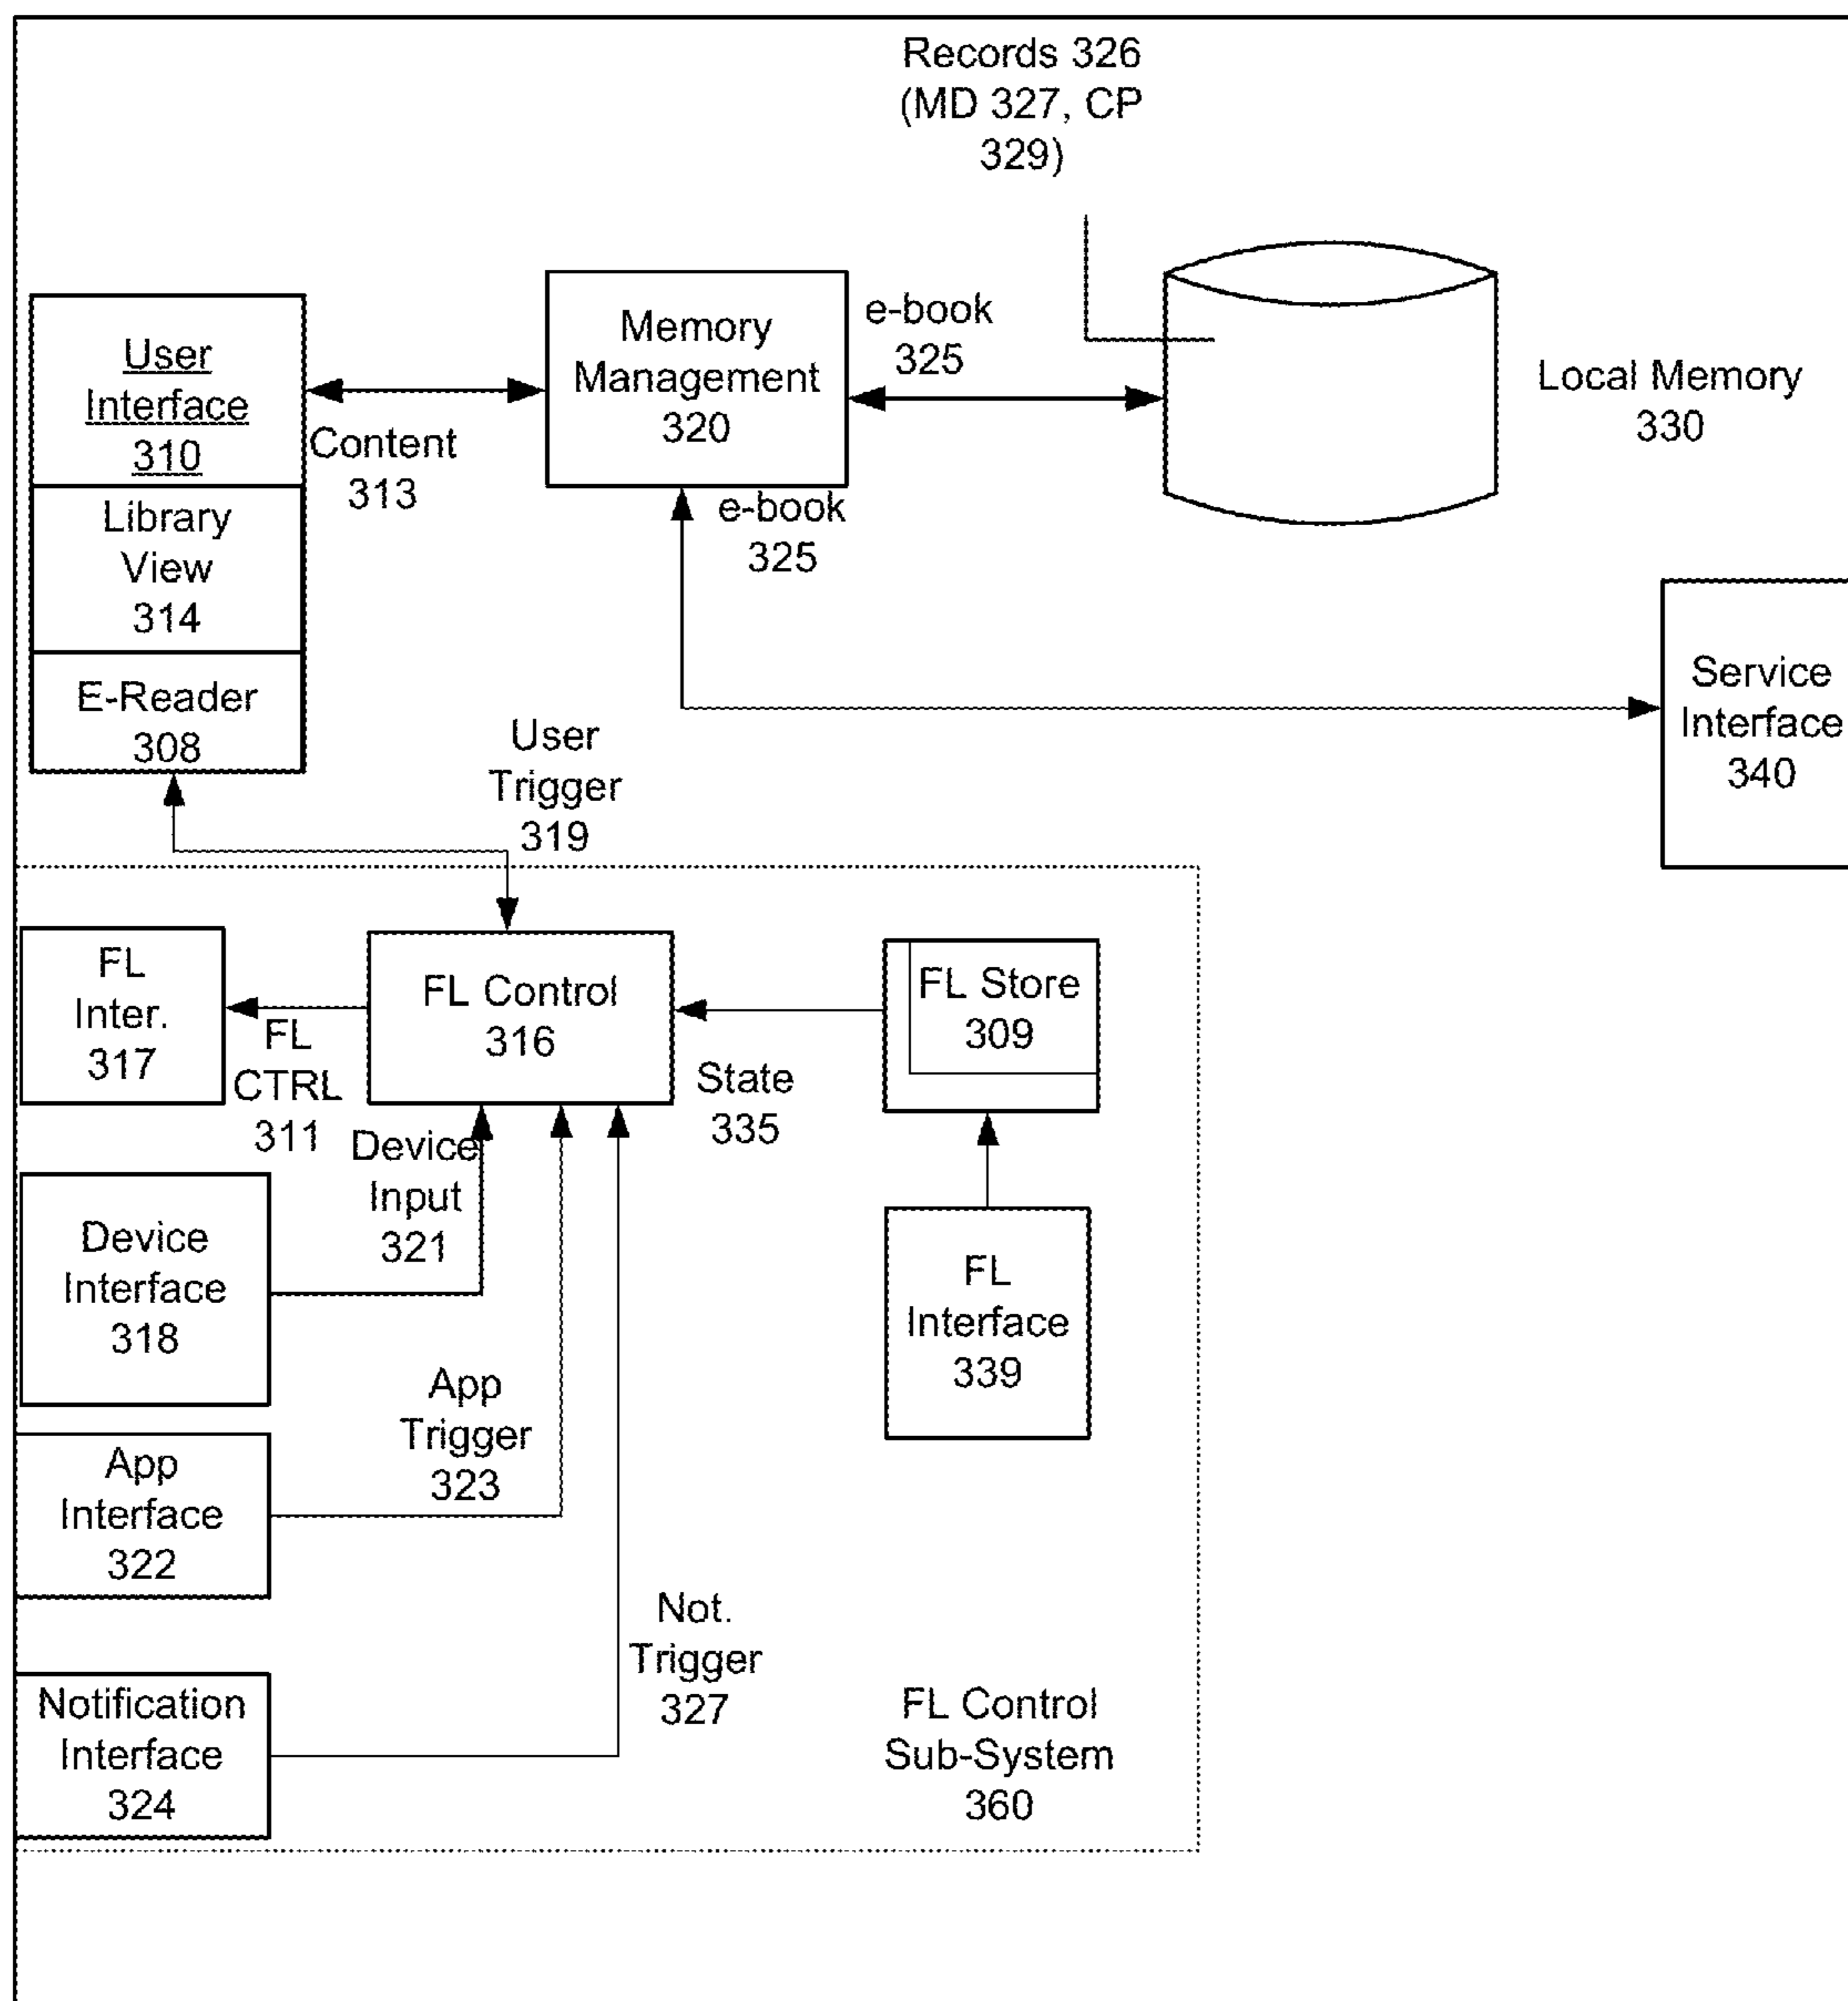 Records 326
(MD 327, CP
329)
User
Interface
310
Library
View
314
E-Reader
308
Content
313
Memory
Management
320
e-book
325
e-book
325
Local Memory
330
Service
Interface
340
User
Trigger
319
FL
Inter.
317
FL
CTRL
311
FL Control
316
State
335
FL Store
309
FL
Interface
339
Device
Interface
318
Device
Input
321
App
Interface
322
App
Trigger
323
Notification
Interface
324
Not.
Trigger
327
FL Control
Sub-System
360